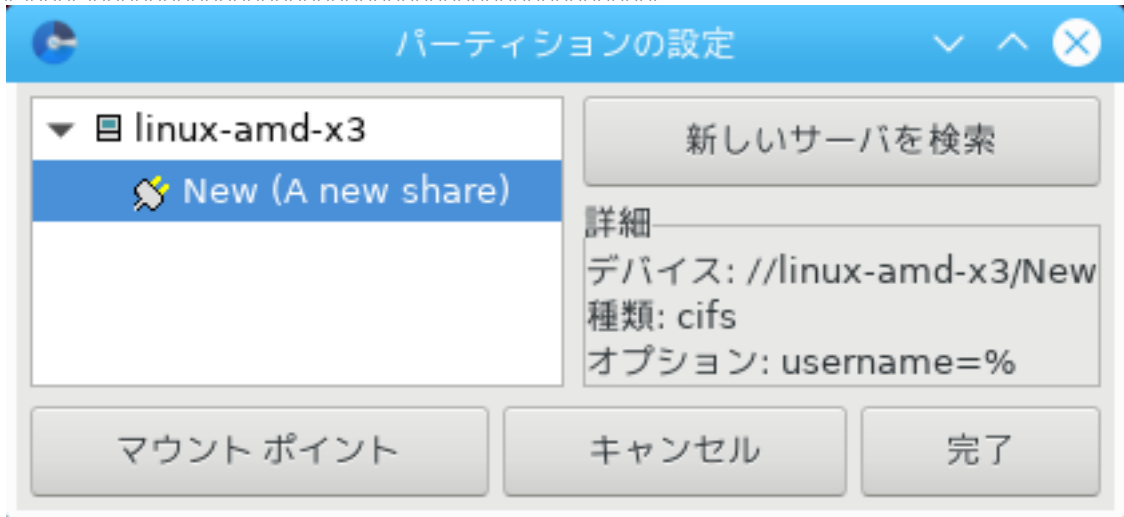 パーティションの設定
linux-amd-x3
New (A new share)
新しいサーバを検索
詳細
デバイス: //linux-amd-x3/New
種類: cifs
オプション: username=%
マウント ポイント
キャンセル
完了